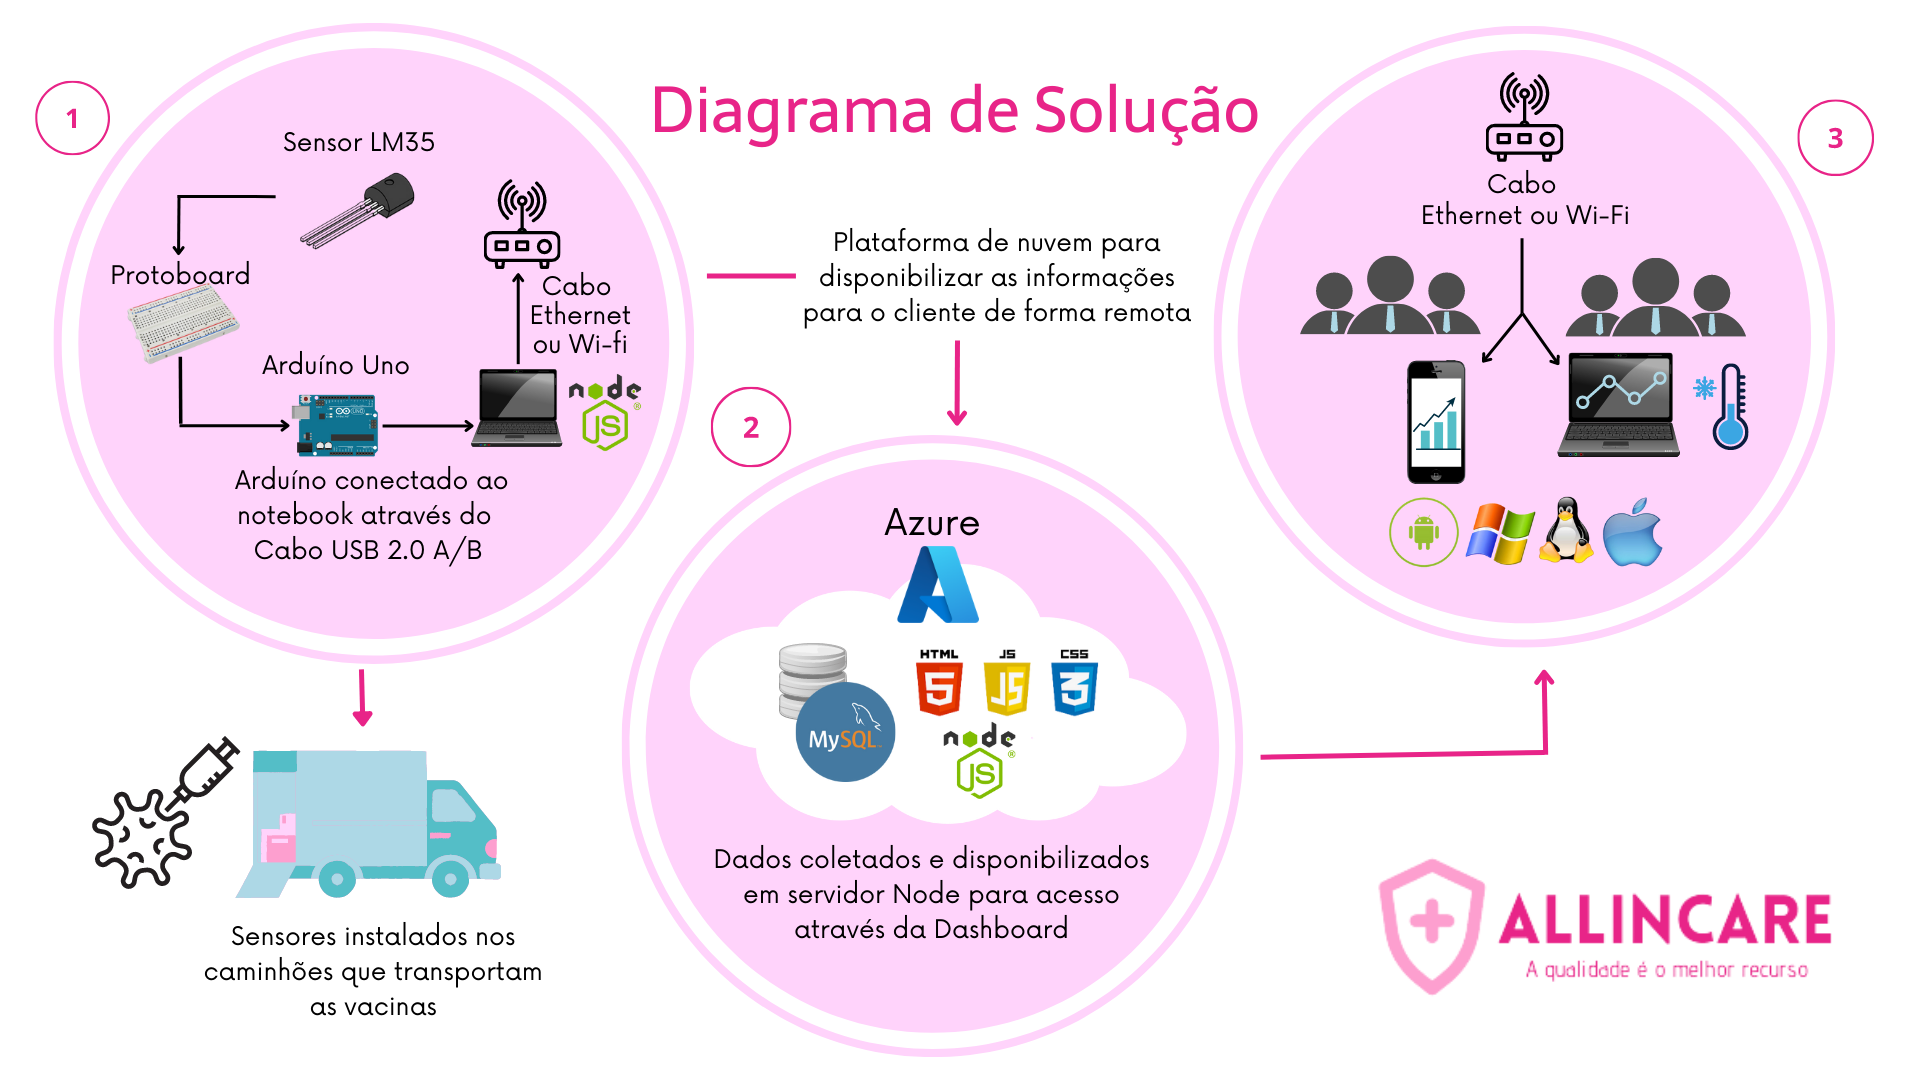 Diagrama de Solução
1
Sensor LM35
Protoboard
Cabo
Ethernet
ou Wi-fi
Arduíno Uno
node
JS
®
Arduíno conectado ao
notebook através do
Cabo USB 2.0 A/B
Sensores instalados nos
caminhões que transportam
as vacinas
Plataforma de nuvem para
disponibilizar as informações
para o cliente de forma remota
2
Azure
HTML
5
JS
JS
CSS
3
MySQL
node
JS
®
Dados coletados e disponibilizados
em servidor Node para acesso
através da Dashboard
3
Cabo
Ethernet ou Wi-Fi
ALLINCARE
A qualidade é o melhor recurso